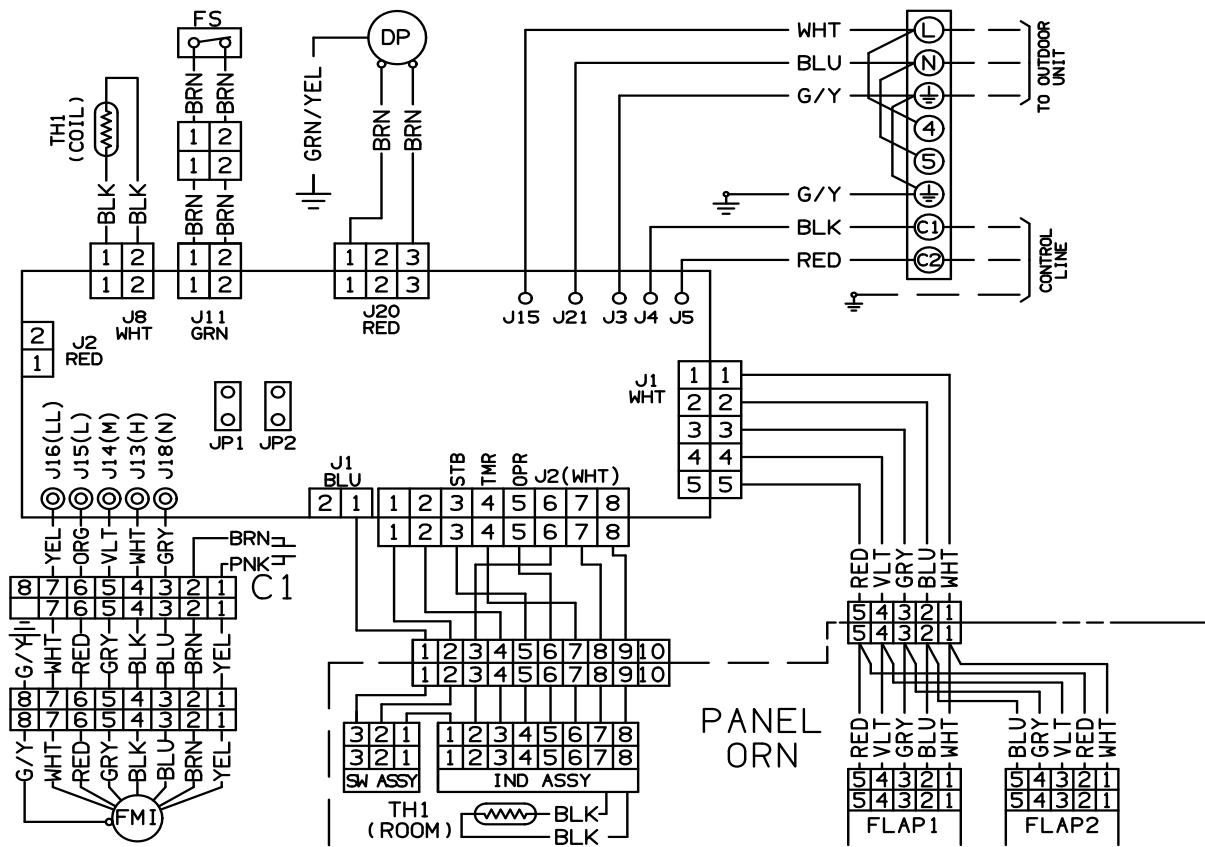 FS
DP
TH1
(COIL)
BRN
BRN
1 2
1 2
GRN/YEL
BRN
BRN
BLK
BLK
BRN
BRN
WHT
BLU
G/Y
G/Y
BLK
RED
L
N
4
5
C1
C2
TO OUTDOOR
UNIT
CONTROL
LINE
1 2
1 2
J8
WHT
1 2
1 2
J11
GRN
1 2 3
1 2 3
J20
RED
J15
J21
J3
J4
J5
2
1
J2
RED
JP1
JP2
J1
WHT
1 1
2 2
3 3
4 4
5 5
J16(LL)
J15(L)
J14(M)
J13(H)
J18(N)
J1
BLU
2 1
STB
TMR
OPR
J2(WHT)
1 2 3 4 5 6 7 8
1 2 3 4 5 6 7 8
YEL
ORG
VLT
WHT
GRY
BRN
PNK
C1
8 7 6 5 4 3 2 1
7 6 5 4 3 2 1
G/Y
WHT
RED
GRY
BLK
BLU
BRN
YEL
8 7 6 5 4 3 2 1
8 7 6 5 4 3 2 1
G/Y
WHT
RED
GRY
BLK
BLU
BRN
YEL
FMI
1 2 3 4 5 6 7 8 9 10
1 2 3 4 5 6 7 8 9 10
3 2 1
3 2 1
SW ASSY
1 2 3 4 5 6 7 8
1 2 3 4 5 6 7 8
IND ASSY
TH1
(ROOM)
BLK
BLK
PANEL
ORN
RED
VLT
GRY
BLU
WHT
5 4 3 2 1
5 4 3 2 1
RED
VLT
GRY
BLU
WHT
5 4 3 2 1
5 4 3 2 1
FLAP1
BLU
GRY
VLT
RED
WHT
5 4 3 2 1
5 4 3 2 1
FLAP2